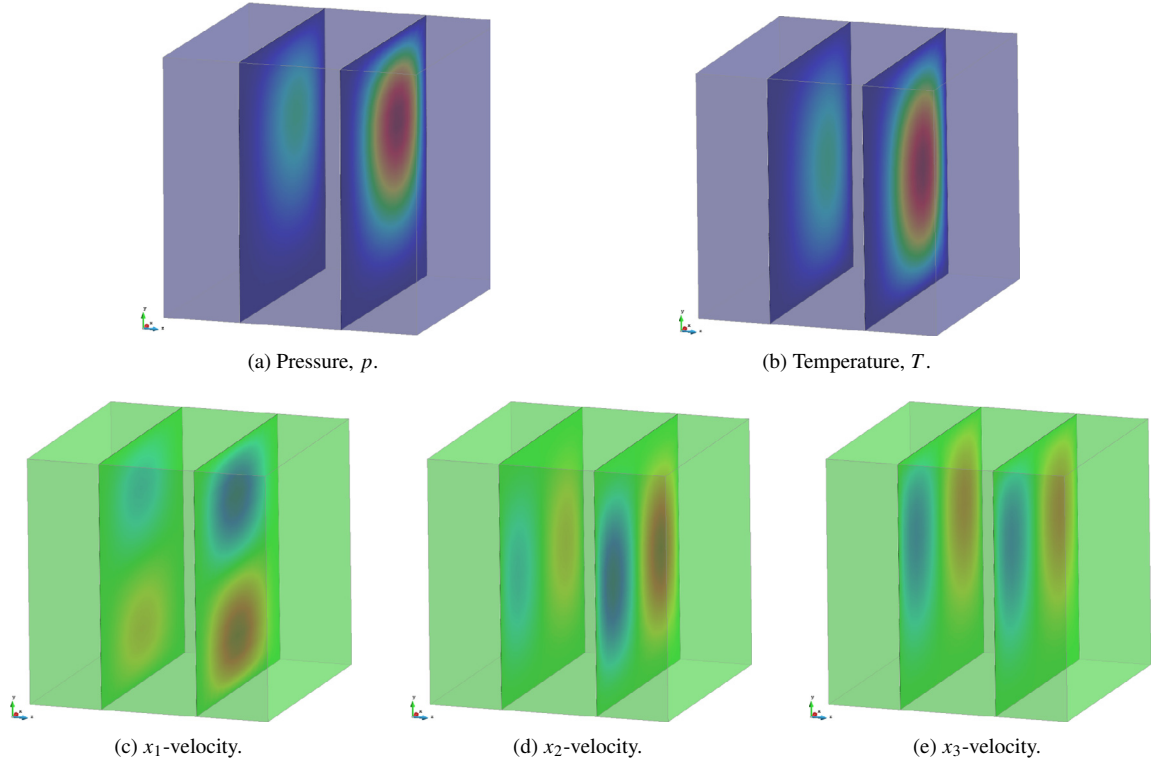 (a) Pressure, p.
(b) Temperature, T.
(c) x₁-velocity.
(d) x₂-velocity.
(e) x₃-velocity.